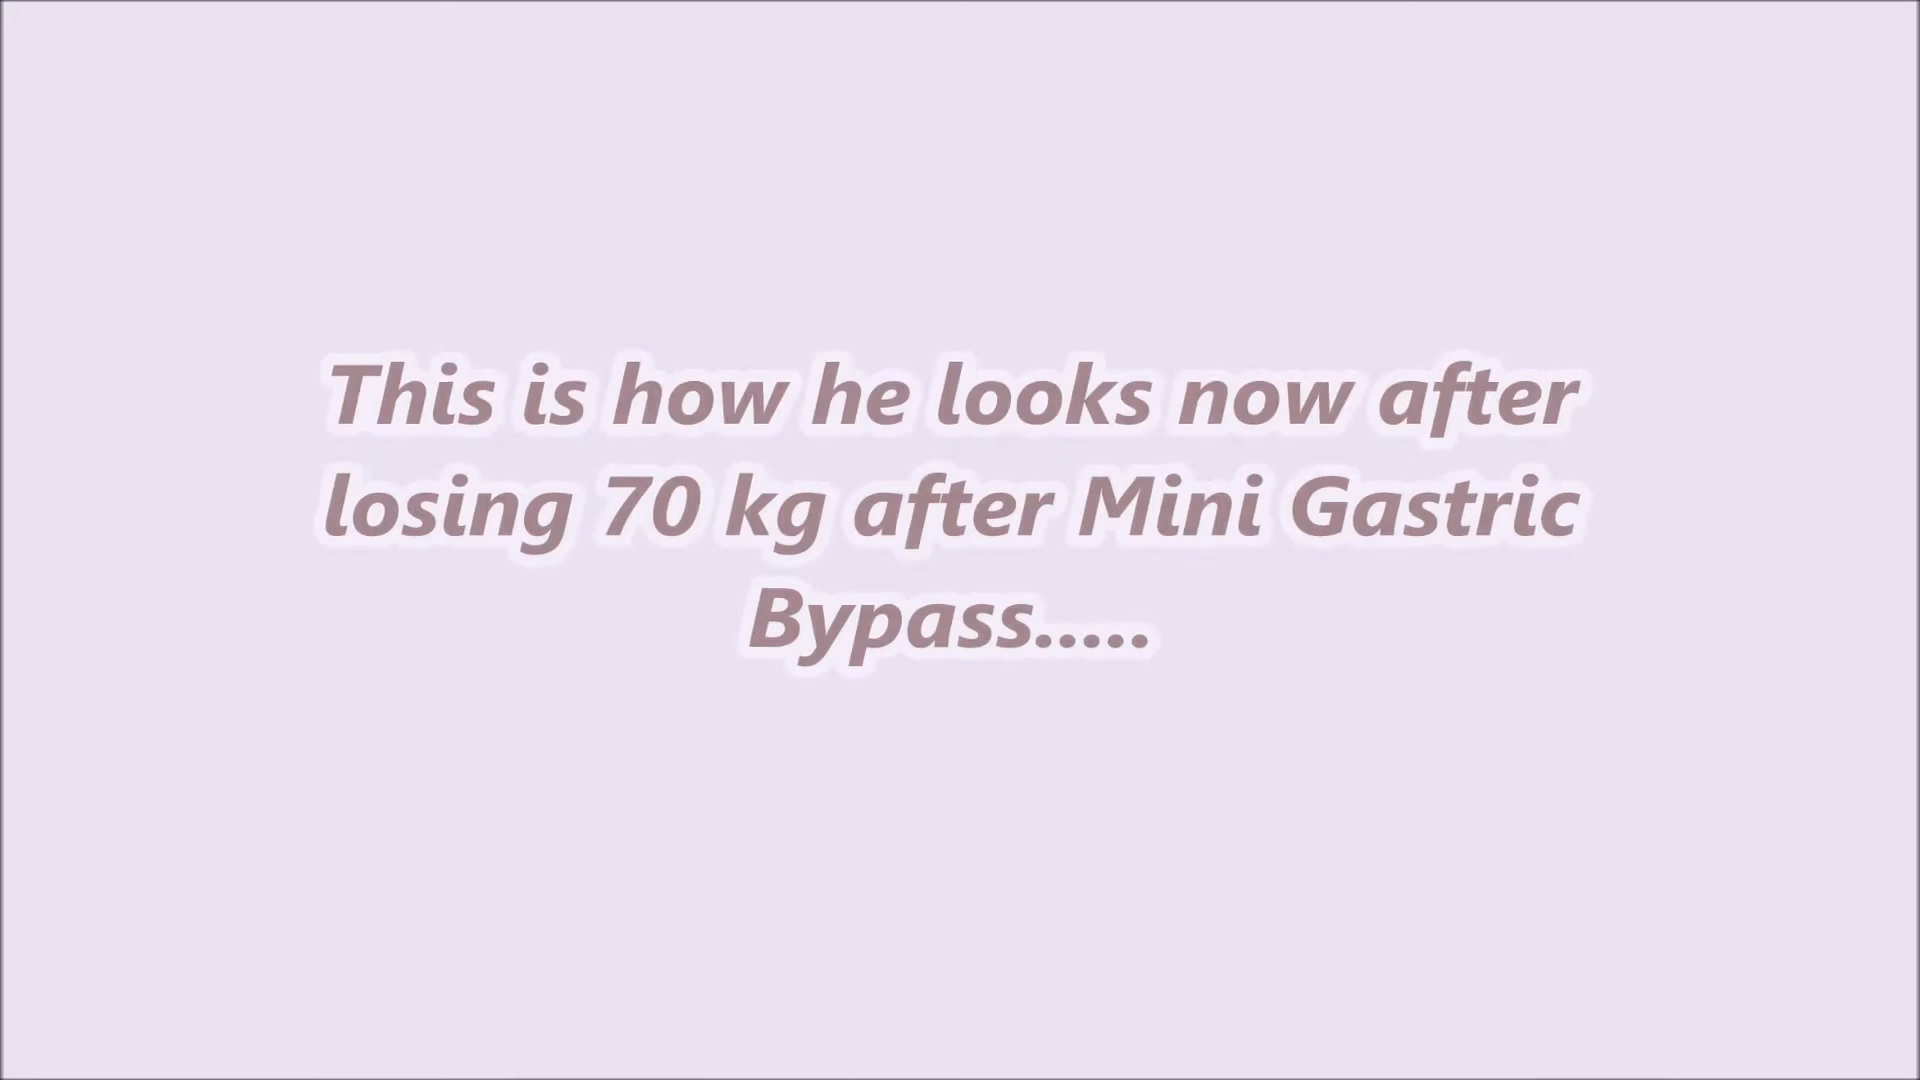 This is how he looks now after
losing 70 kg after Mini Gastric
Bypass.....